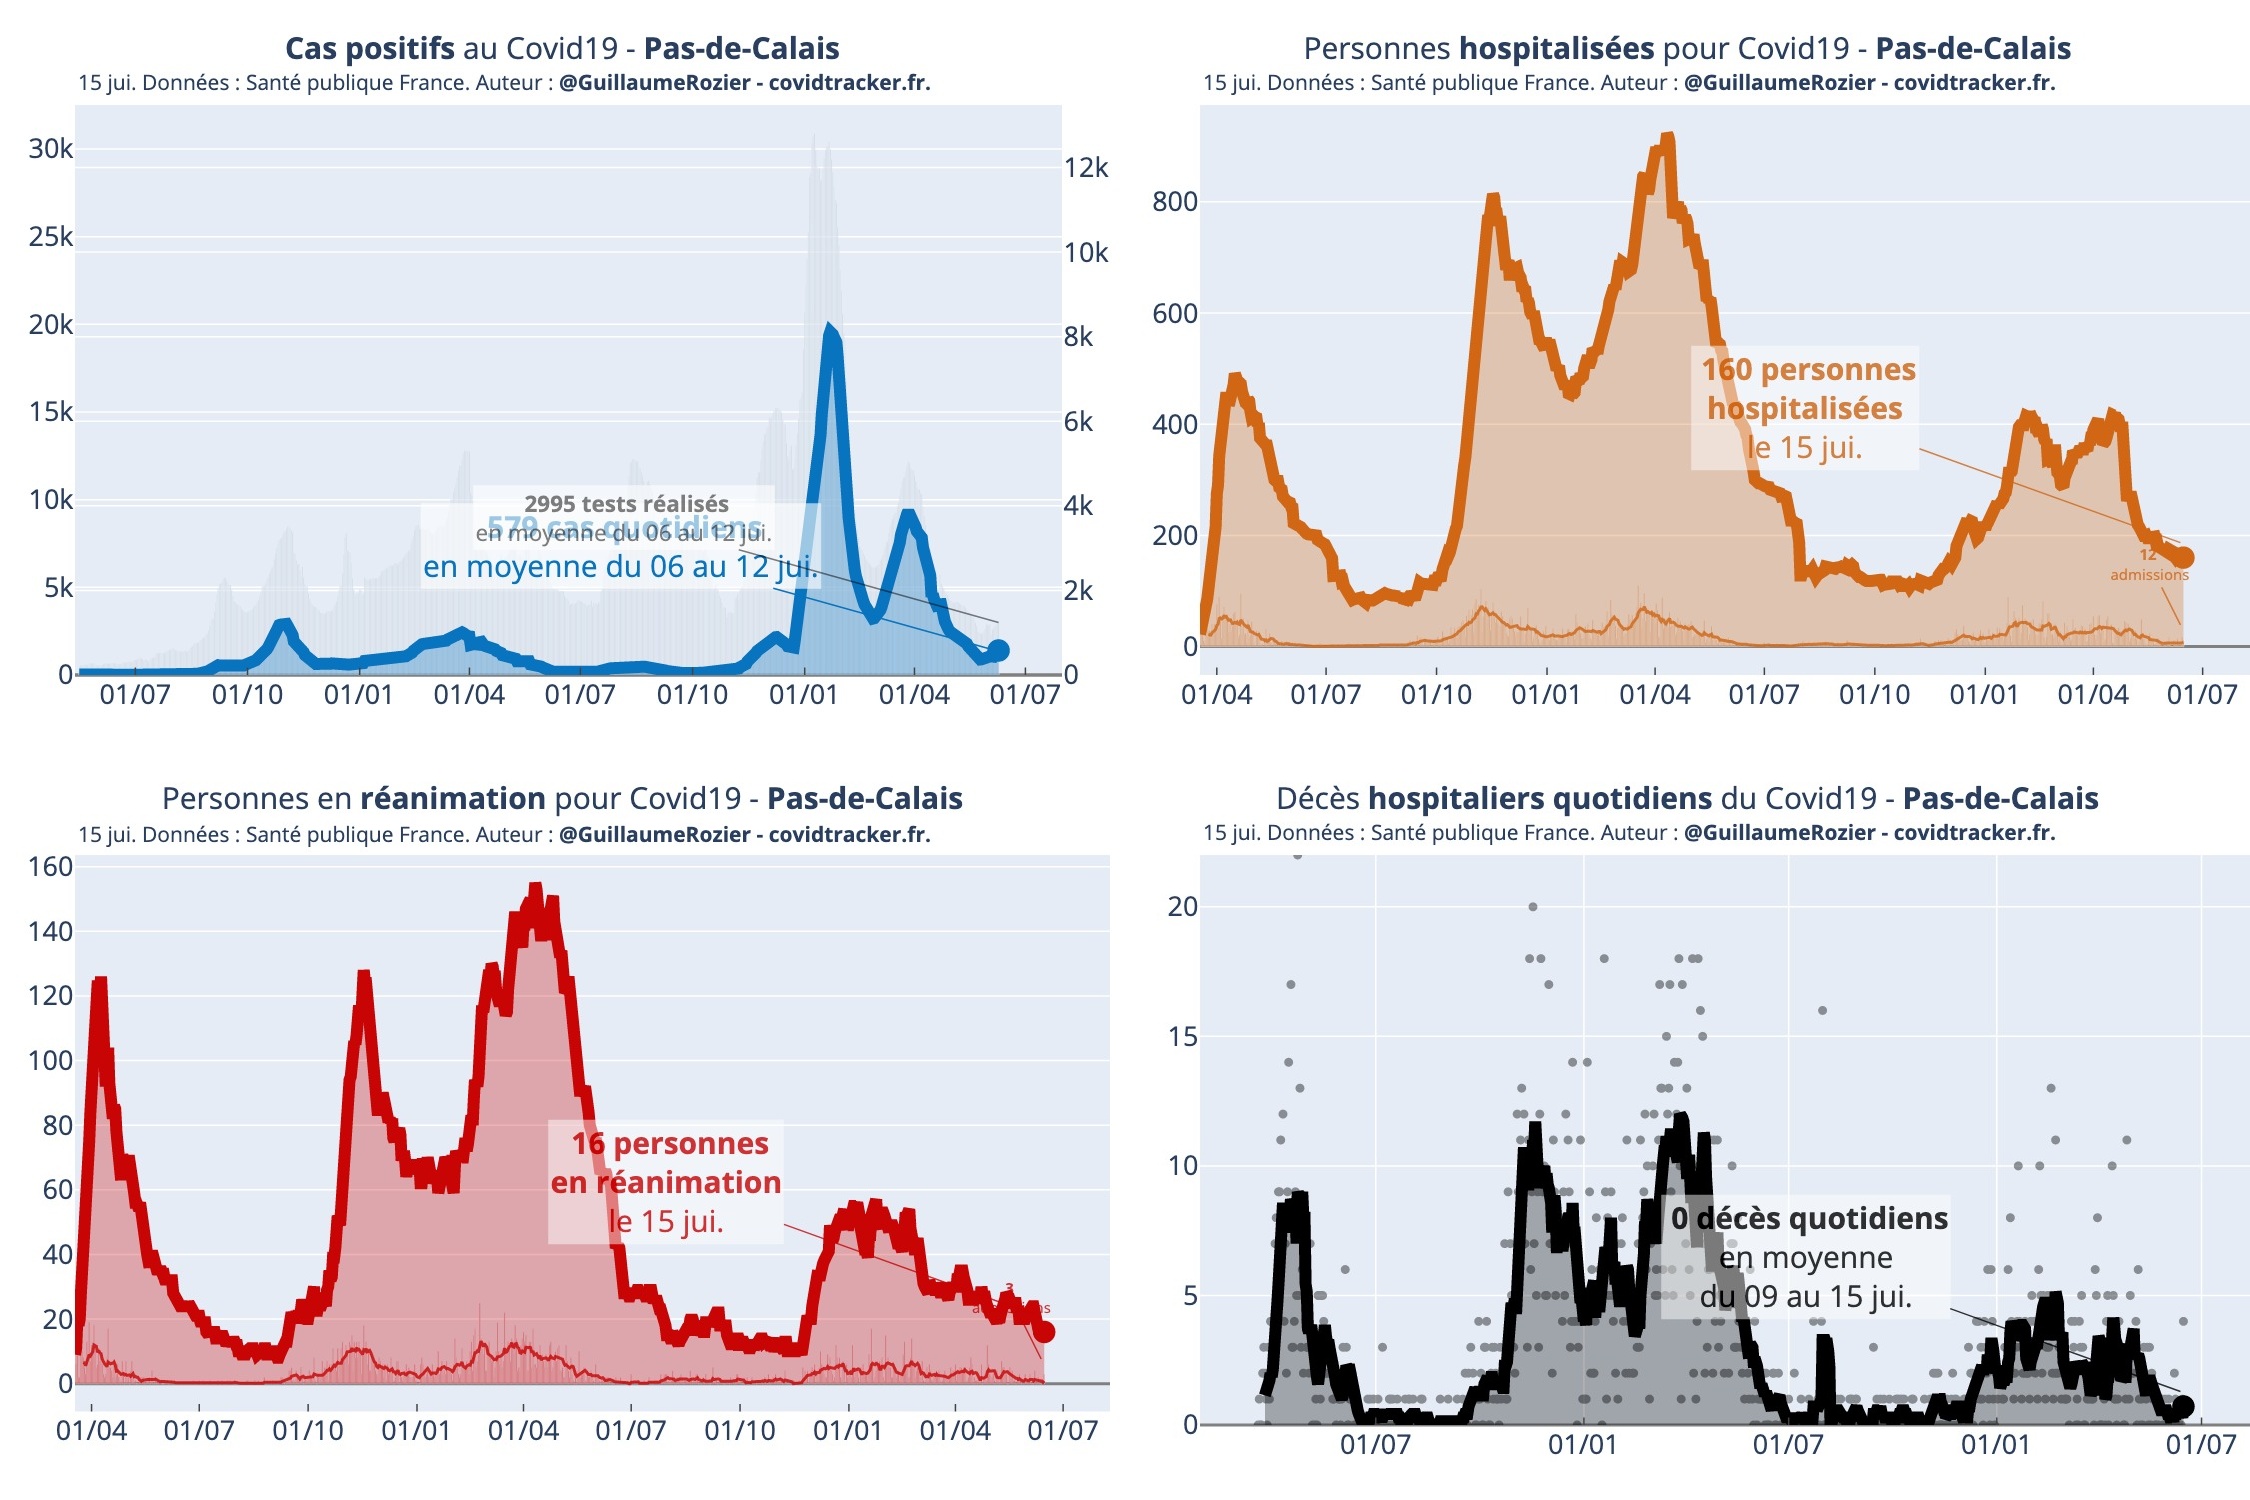 Cas positifs au Covid19 - Pas-de-Calais
15 jui. Données : Santé publique France. Auteur : @GuillaumeRozier - covidtracker.fr.
30k
25k
20k
15k
10k
5k
0
12k
10k
8k
6k
4k
2k
0
2995 tests réalisés
en moyenne du 06 au 12 jui.
579 cas quotidiens
en moyenne du 06 au 12 jui.
01/07 01/10 01/01 01/04 01/07 01/10 01/01 01/04 01/07
Personnes hospitalisées pour Covid19 - Pas-de-Calais
15 jui. Données : Santé publique France. Auteur : @GuillaumeRozier - covidtracker.fr.
800
600
400
200
0
160 personnes
hospitalisées
le 15 jui.
12
admissions
01/04 01/07 01/10 01/01 01/04 01/07 01/10 01/01 01/04 01/07
Personnes en réanimation pour Covid19 - Pas-de-Calais
15 jui. Données : Santé publique France. Auteur : @GuillaumeRozier - covidtracker.fr.
160
140
120
100
80
60
40
20
0
16 personnes
en réanimation
le 15 jui.
3
admissions
01/04 01/07 01/10 01/01 01/04 01/07 01/10 01/01 01/04 01/07
Décès hospitaliers quotidiens du Covid19 - Pas-de-Calais
15 jui. Données : Santé publique France. Auteur : @GuillaumeRozier - covidtracker.fr.
20
15
10
5
0
0 décès quotidiens
en moyenne
du 09 au 15 jui.
01/07 01/01 01/07 01/01 01/07